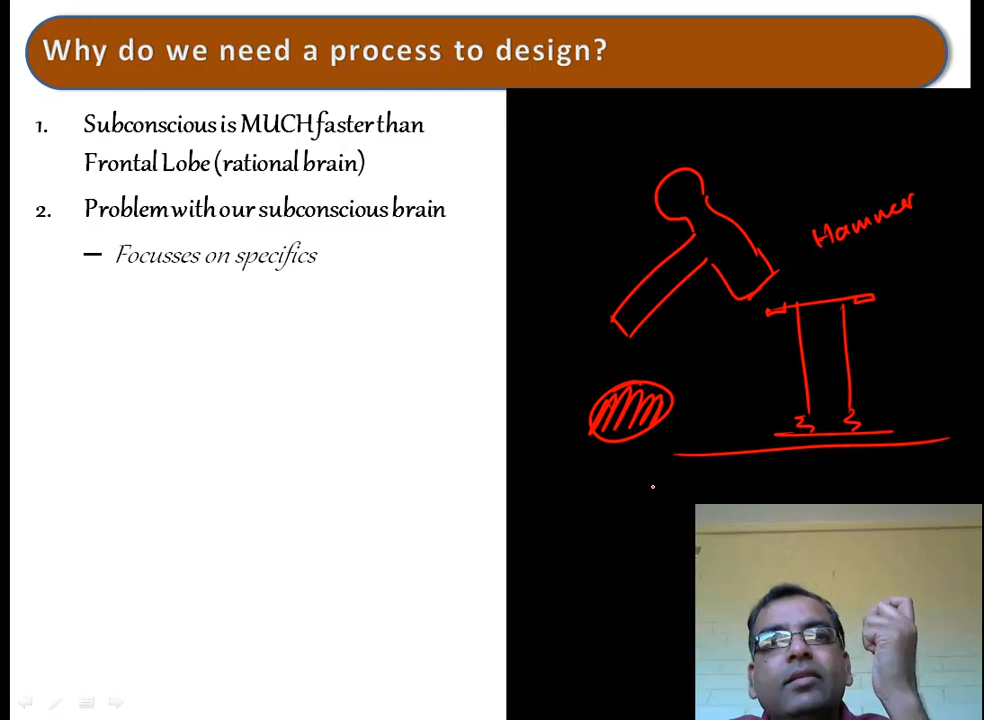 Why do we need a process to design?
1. Subconscious is MUCH faster than
Frontal Lobe (rational brain)
2. Problem with our subconscious brain
– Focusses on specifics
Hammer